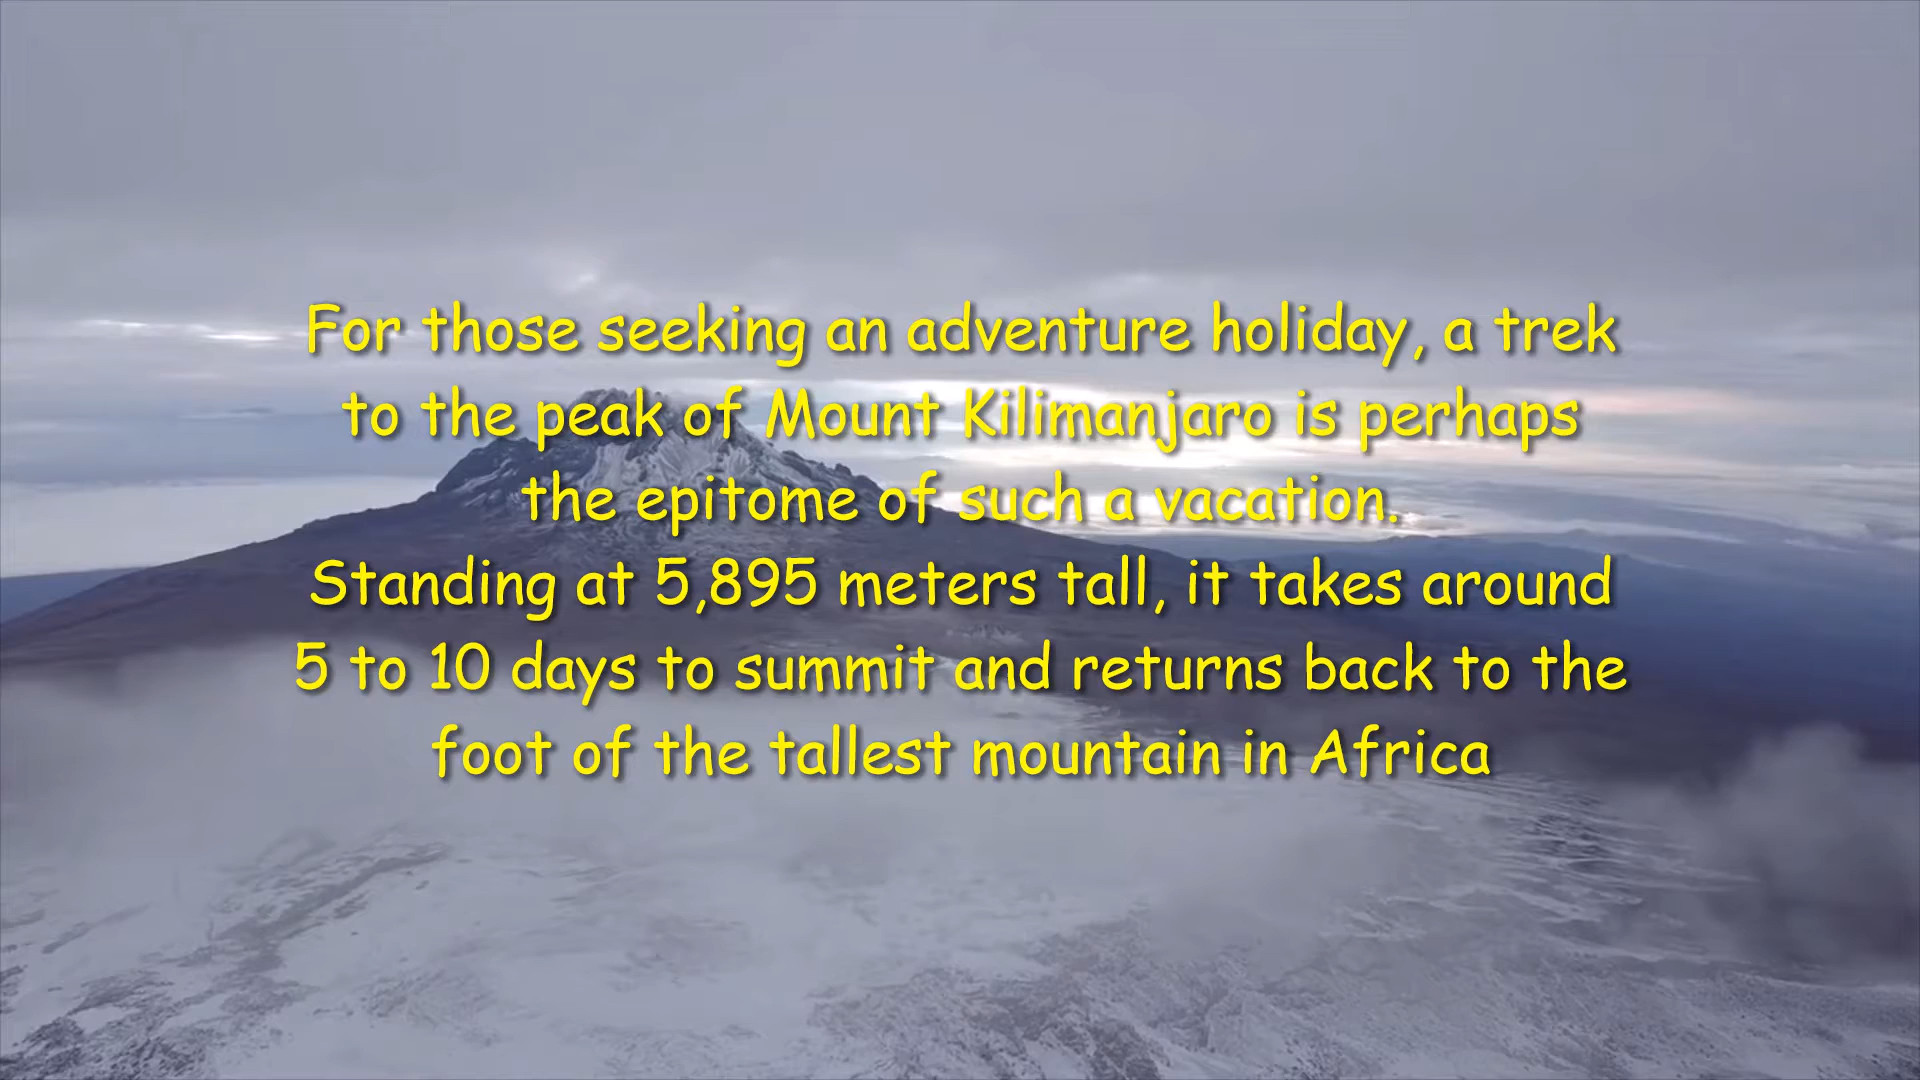 For those seeking an adventure holiday, a trek
to the peak of Mount Kilimanjaro is perhaps
the epitome of such a vacation.
Standing at 5,895 meters tall, it takes around
5 to 10 days to summit and returns back to the
foot of the tallest mountain in Africa